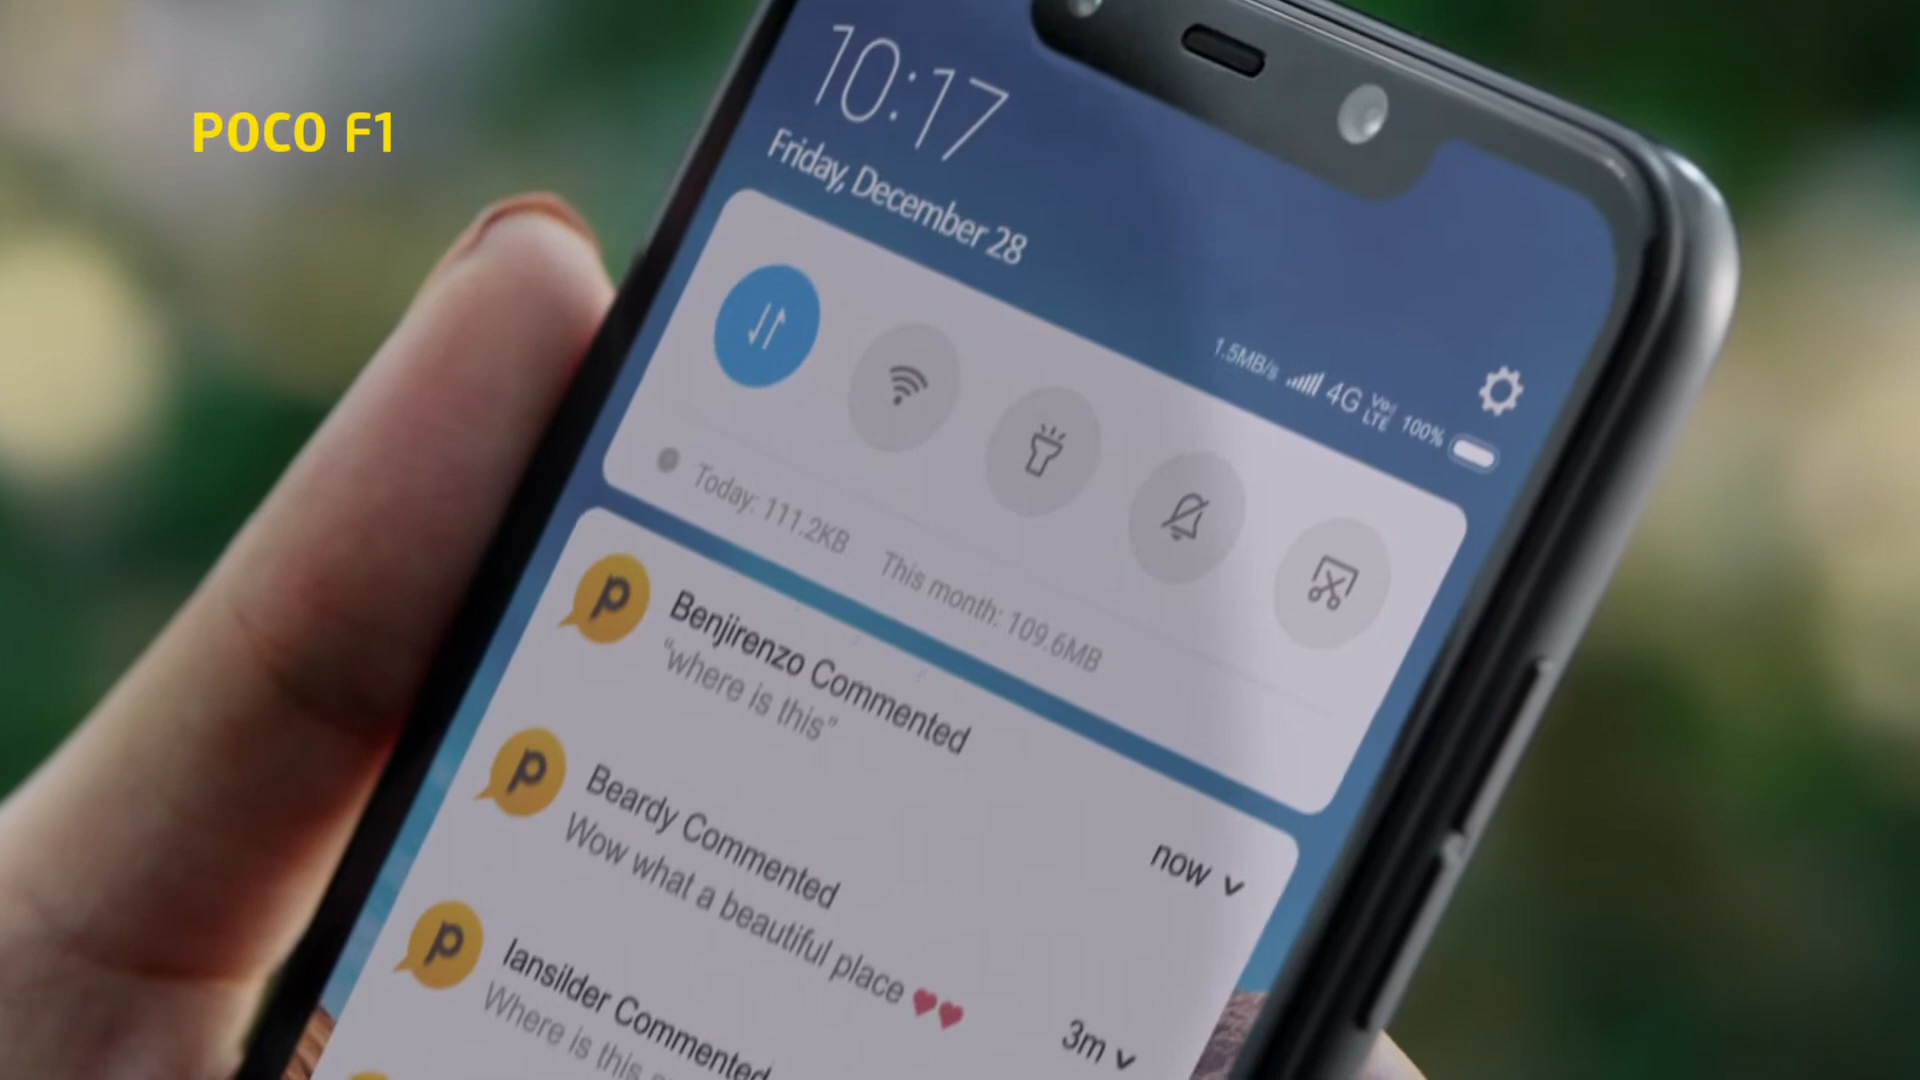 POCO F1
10:17
Friday, December 28
1.5MB/s 4G Vo) LTE 100%
Today: 111.2KB This month: 109.6MB
Benjirenzo Commented
"where is this"
now
Beardy Commented
Wow what a beautiful place ♥♥
3m
Iansilder Commented
Where is this